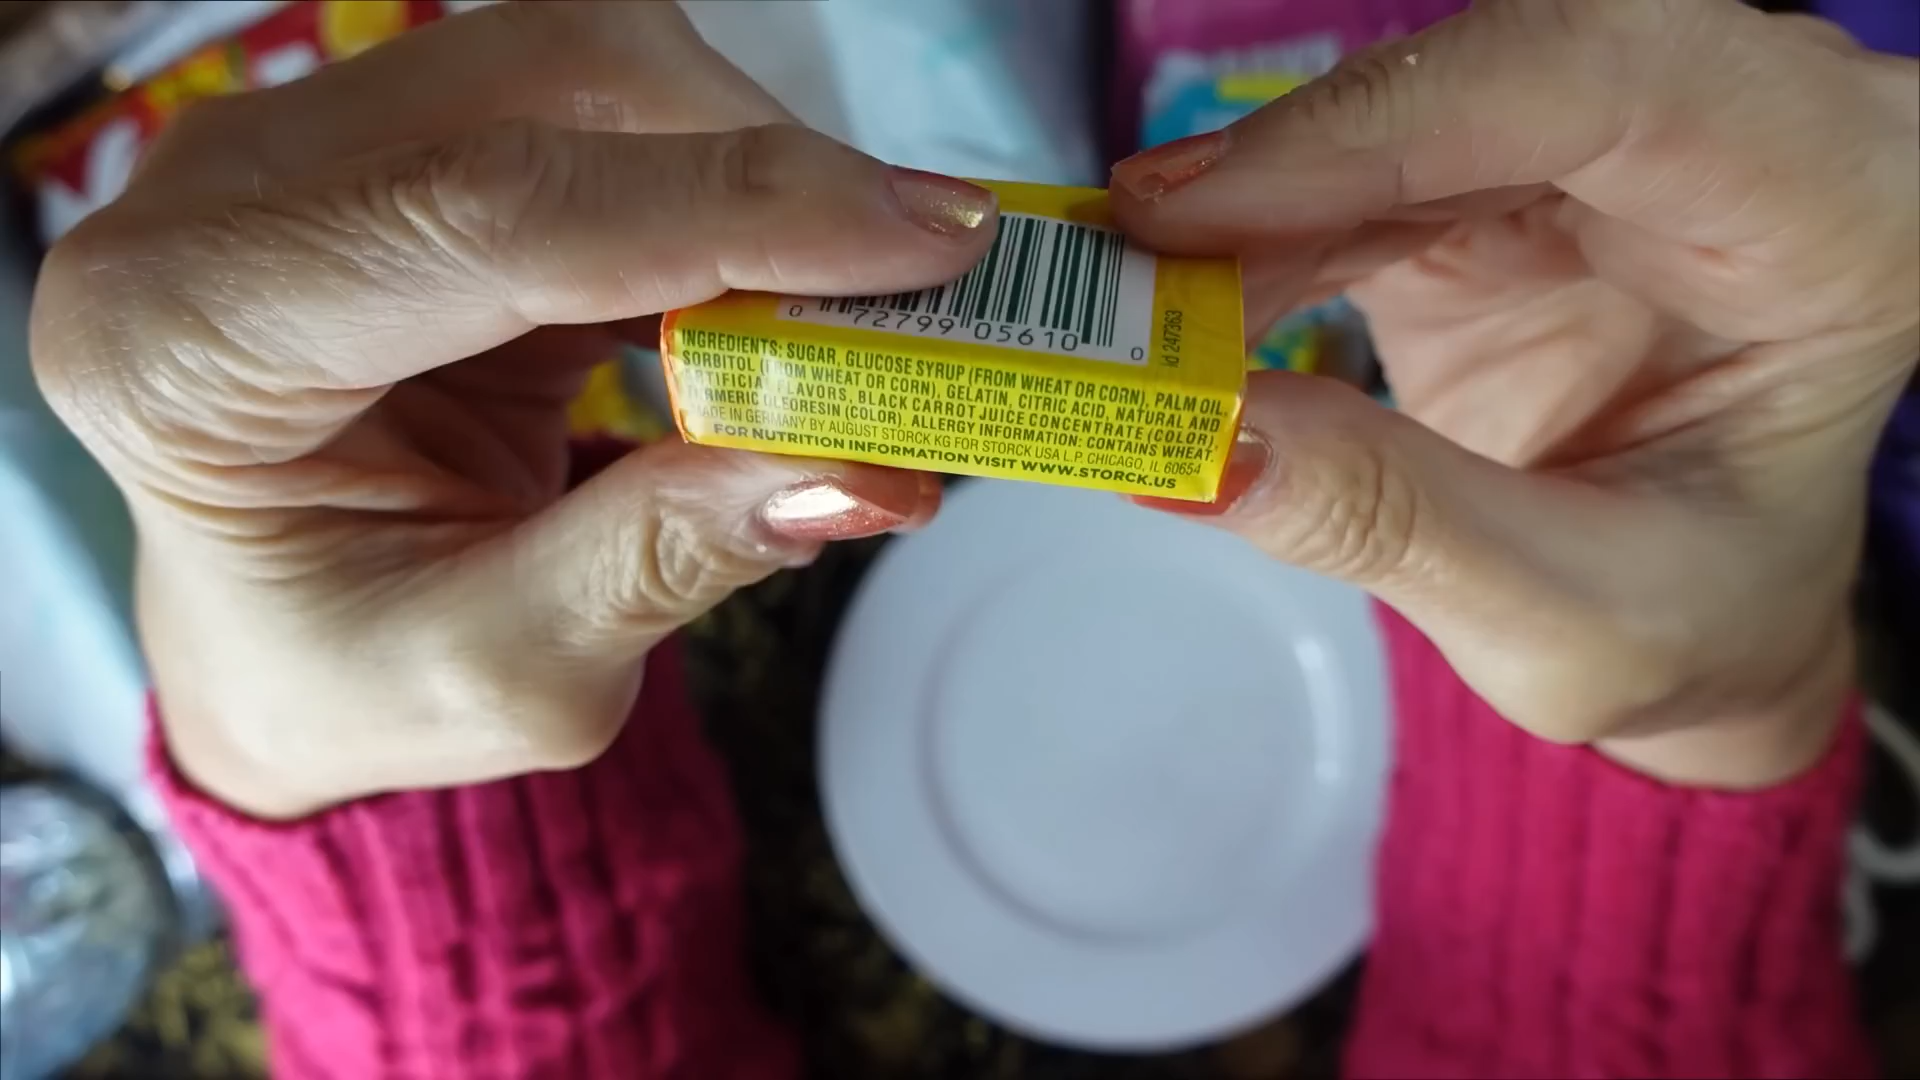 0 72799 05610 0
Id 247363
INGREDIENTS: SUGAR, GLUCOSE SYRUP (FROM WHEAT OR CORN), PALM OIL,
SORBITOL (FROM WHEAT OR CORN), GELATIN, CITRIC ACID, NATURAL AND
ARTIFICIAL FLAVORS, BLACK CARROT JUICE CONCENTRATE (COLOR),
TURMERIC OLEORESIN (COLOR). ALLERGY INFORMATION: CONTAINS WHEAT.
MADE IN GERMANY BY AUGUST STORCK KG FOR STORCK USA L.P. CHICAGO, IL 60654
FOR NUTRITION INFORMATION VISIT WWW.STORCK.US